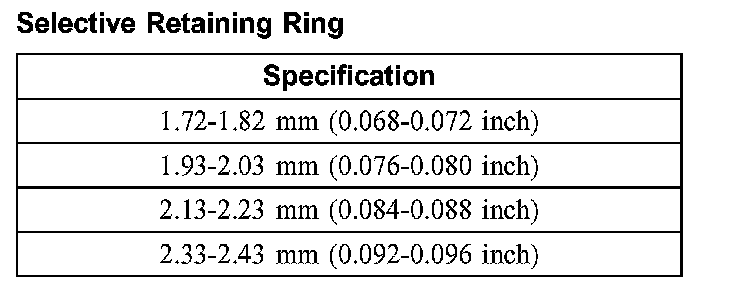 Selective Retaining Ring
Specification
1.72-1.82 mm (0.068-0.072 inch)
1.93-2.03 mm (0.076-0.080 inch)
2.13-2.23 mm (0.084-0.088 inch)
2.33-2.43 mm (0.092-0.096 inch)